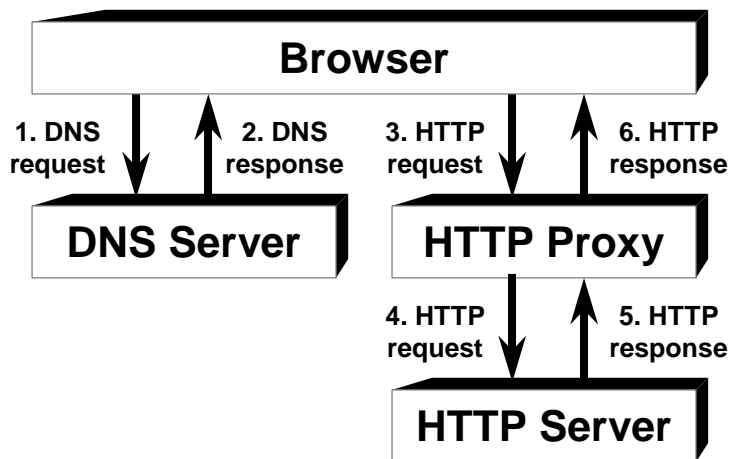 Browser
1. DNS
request
2. DNS
response
3. HTTP
request
6. HTTP
response
DNS Server
HTTP Proxy
4. HTTP
request
5. HTTP
response
HTTP Server